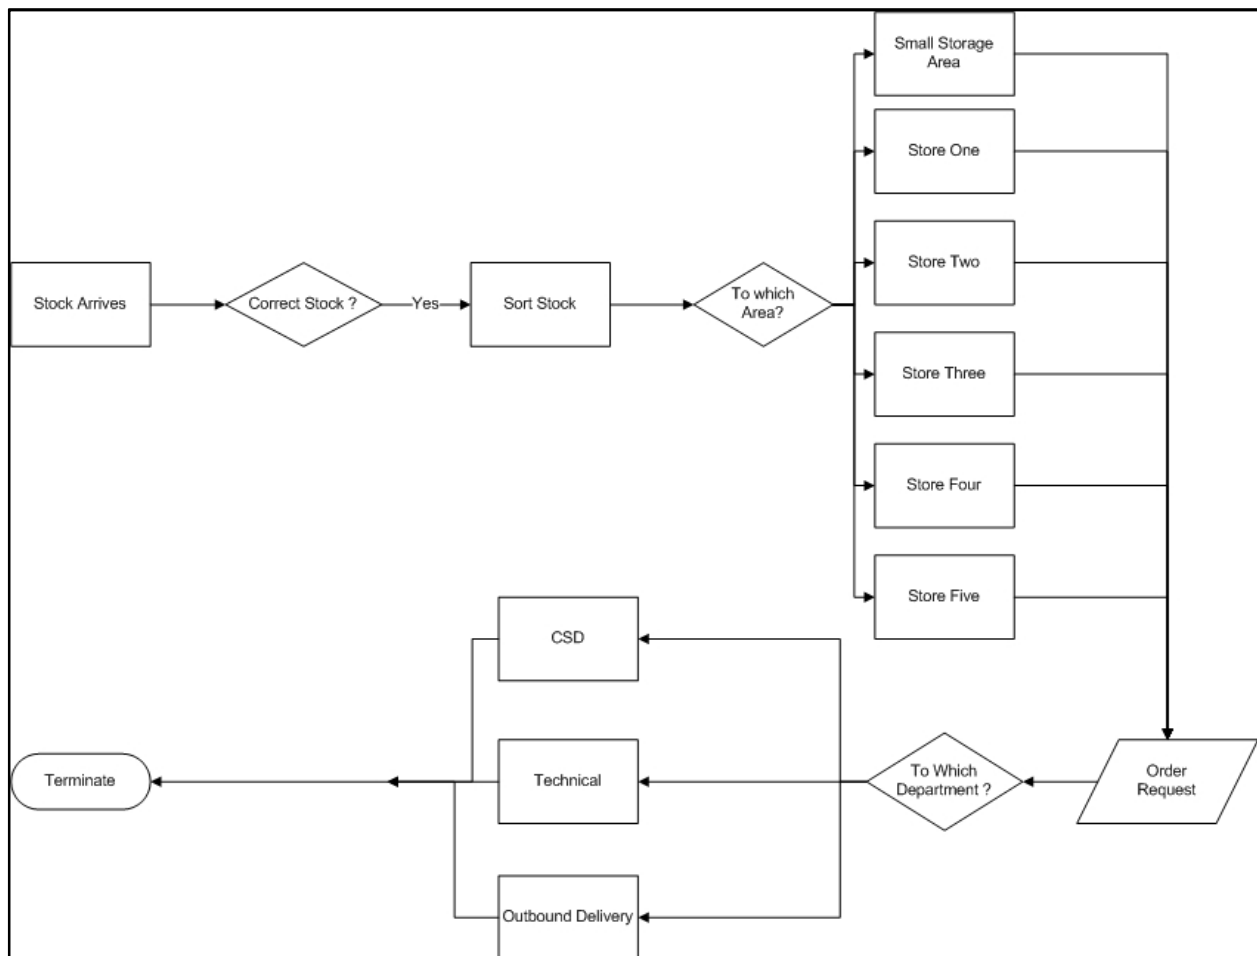 Small Storage
Area
Store One
Store Two
Stock Arrives
Correct Stock ?
Yes
Sort Stock
To which
Area?
Store Three
Store Four
Store Five
CSD
Terminate
Technical
To Which
Department ?
Order
Request
Outbound Delivery